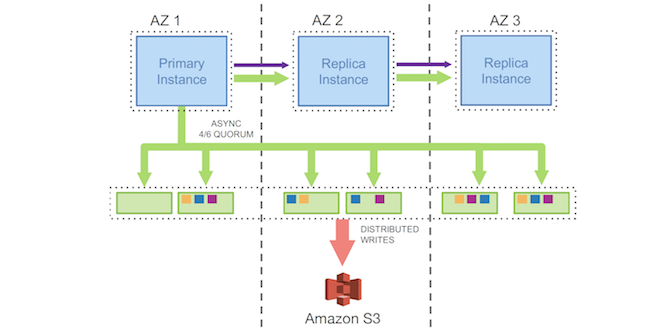 AZ 1
AZ 2
AZ 3
Primary
Instance
Replica
Instance
Replica
Instance
ASYNC
4/6 QUORUM
DISTRIBUTED
WRITES
Amazon S3